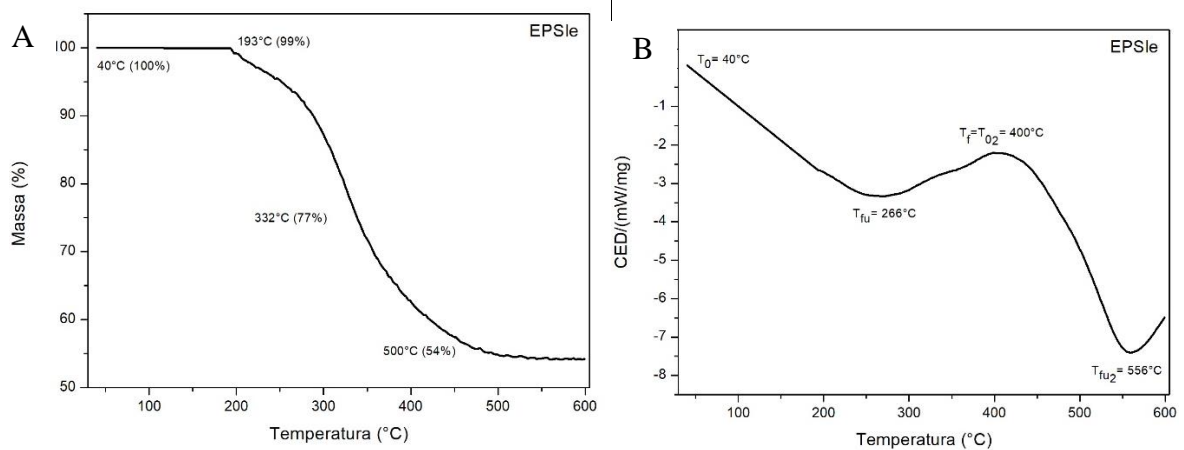 A
EPSle
193°C (99%)
40°C (100%)
332°C (77%)
500°C (54%)
Massa (%)
100
90
80
70
60
50
100
200
300
400
500
600
Temperatura (°C)
B
EPSle
T0= 40°C
Tf=T02= 400°C
Tfu= 266°C
Tfu2= 556°C
CED/(mW/mg)
-1
-2
-3
-4
-5
-6
-7
-8
100
200
300
400
500
600
Temperatura (°C)